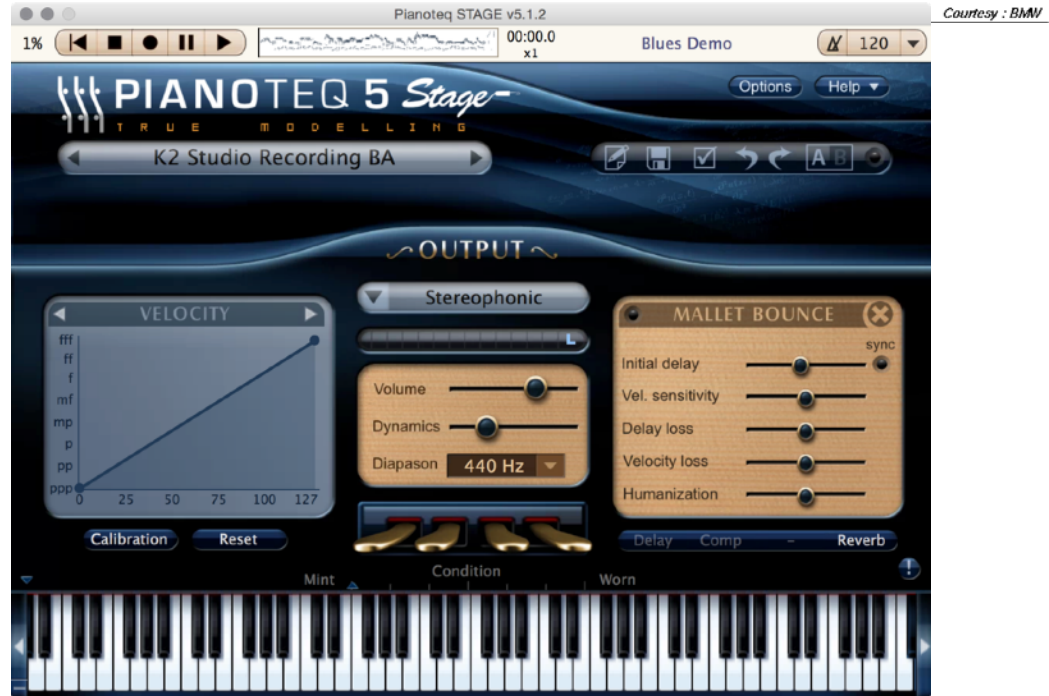 Pianoteq STAGE v5.1.2
Courtesy : BMW
1%
00:00.0
x1
Blues Demo
120
PIANOTEQ 5 Stage
TRUE MODELLING
Options
Help
K2 Studio Recording BA
A B
OUTPUT
VELOCITY
fff
ff
f
mf
mp
p
pp
ppp
0 25 50 75 100 127
Calibration
Reset
Stereophonic
L
Volume
Dynamics
Diapason 440 Hz
MALLET BOUNCE
sync
Initial delay
Vel. sensitivity
Delay loss
Velocity loss
Humanization
Delay Comp - Reverb
!
Mint Condition Worn